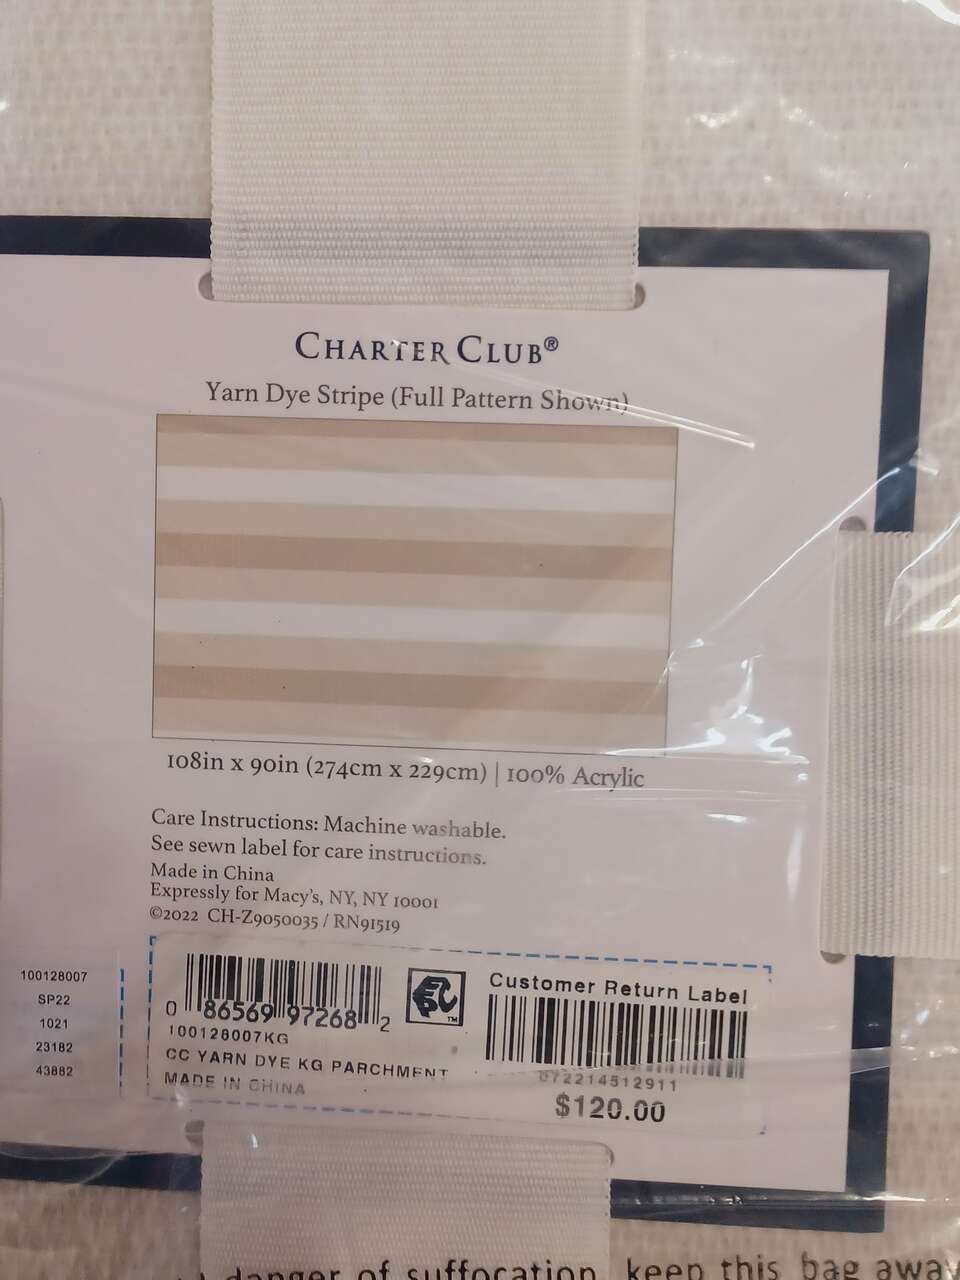 CHARTER CLUB®
Yarn Dye Stripe (Full Pattern Shown)
108in x 90in (274cm x 229cm) | 100% Acrylic
Care Instructions: Machine washable.
See sewn label for care instructions.
Made in China
Expressly for Macy's, NY, NY 10001
©2022 CH-Z9050035 / RN91519
100128007
SP22
1021
23182
43882
0 86569 97268 2
100128007KG
CC YARN DYE KG PARCHMENT
MADE IN CHINA
TM
Customer Return Label
072214512911
$120.00
danger of suffocation, keep this bag away